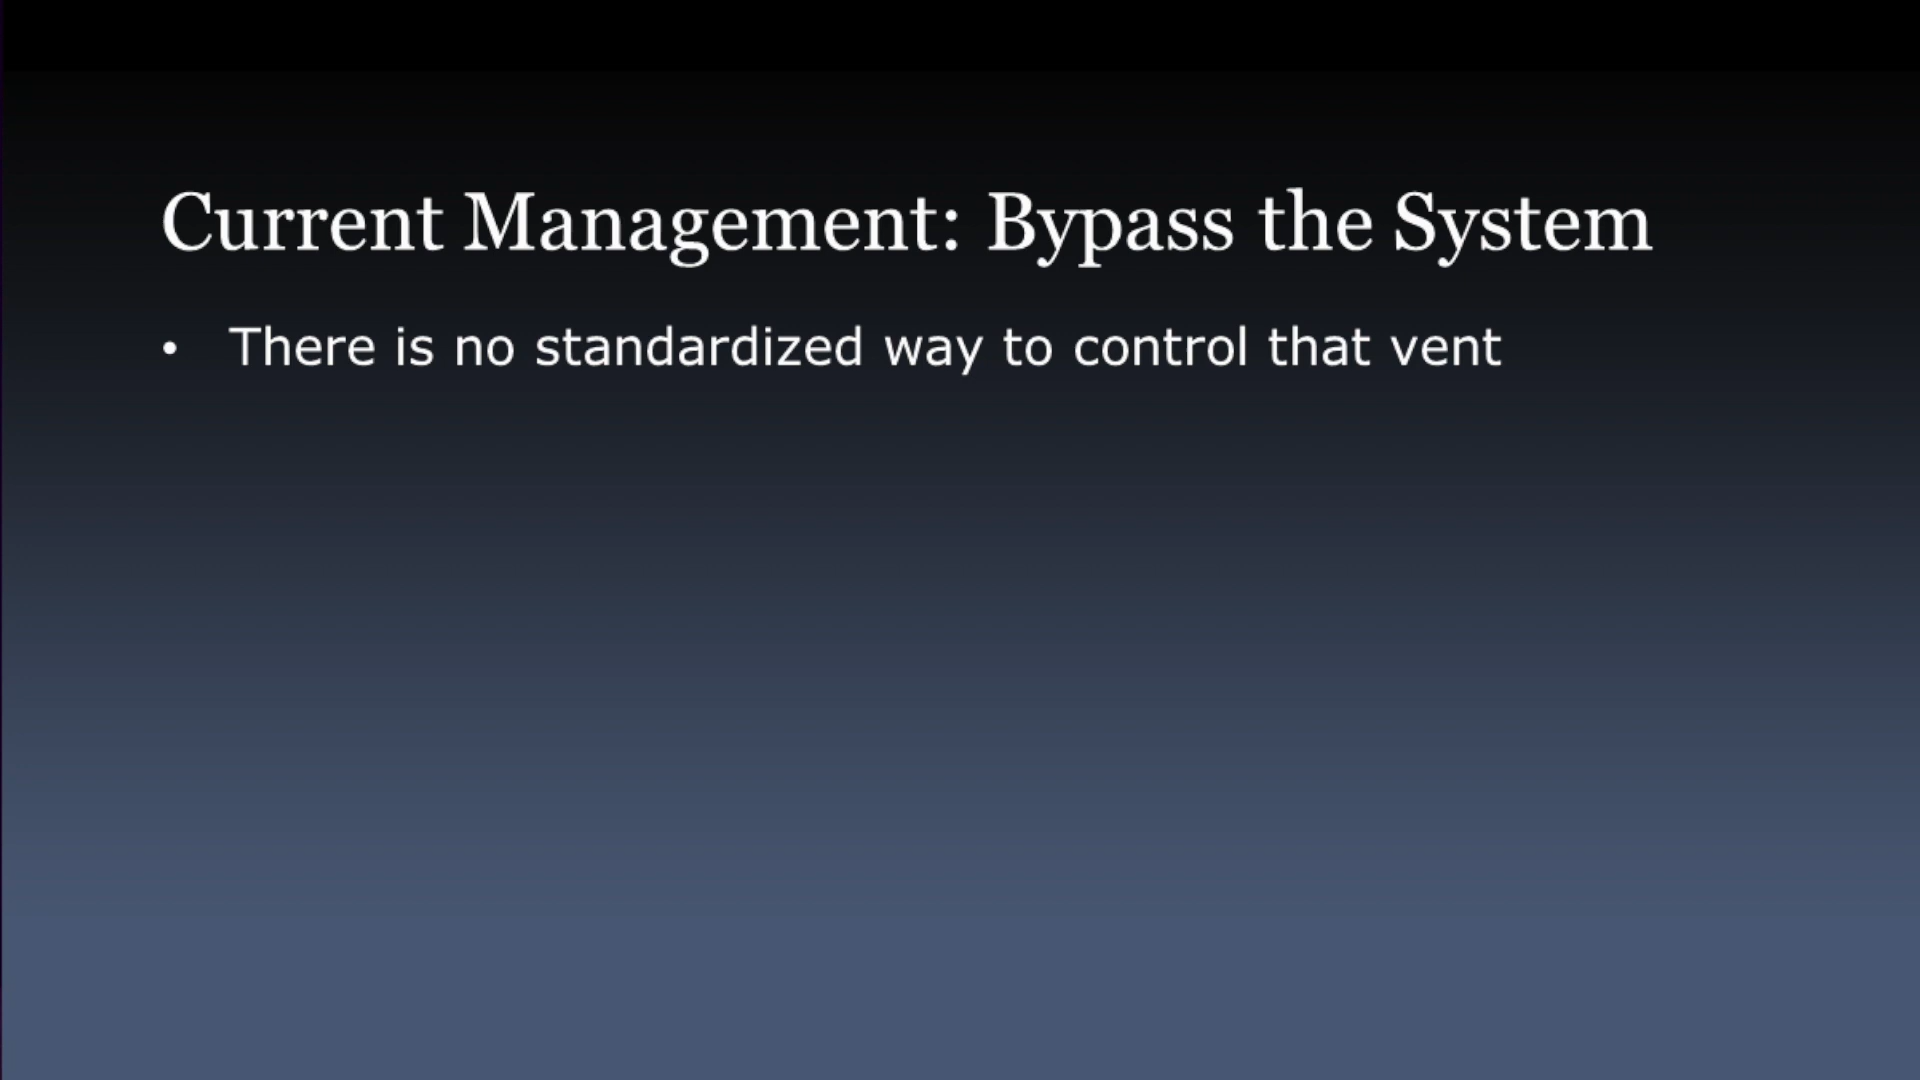 Current Management: Bypass the System
• There is no standardized way to control that vent